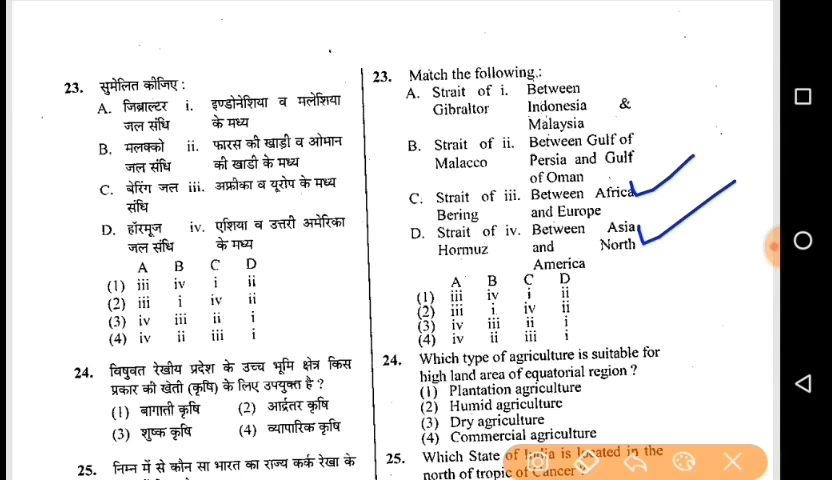 23. सुमेलित कीजिए :
A. जिब्राल्टर i. इण्डोनेशिया व मलेशिया
जल संधि के मध्य
B. मलक्को ii. फारस की खाड़ी व ओमान
जल संधि की खाडी के मध्य
C. बेरिंग जल iii. अफ्रीका व यूरोप के मध्य
संधि
D. हॉरमूज iv. एशिया व उत्तरी अमेरिका
जल संधि के मध्य
A B C D
(1) iii iv i ii
(2) iii i iv ii
(3) iv iii ii i
(4) iv ii iii i
24. विषुवत रेखीय प्रदेश के उच्च भूमि क्षेत्र किस
प्रकार की खेती (कृषि) के लिए उपयुक्त है ?
(1) बागाती कृषि (2) आर्द्रतर कृषि
(3) शुष्क कृषि (4) व्यापारिक कृषि
25. निम्न में से कौन सा भारत का राज्य कर्क रेखा के
23. Match the following.:
A. Strait of i. Between
Gibraltor Indonesia &
Malaysia
B. Strait of ii. Between Gulf of
Malacco Persia and Gulf
of Oman
C. Strait of iii. Between Africa
Bering and Europe
D. Strait of iv. Between Asia
Hormuz and North
America
A B C D
(1) iii iv i ii
(2) iii i iv ii
(3) iv iii ii i
(4) iv ii iii i
24. Which type of agriculture is suitable for
high land area of equatorial region ?
(1) Plantation agriculture
(2) Humid agriculture
(3) Dry agriculture
(4) Commercial agriculture
25. Which State of India is located in the
north of tropic of Cancer ?